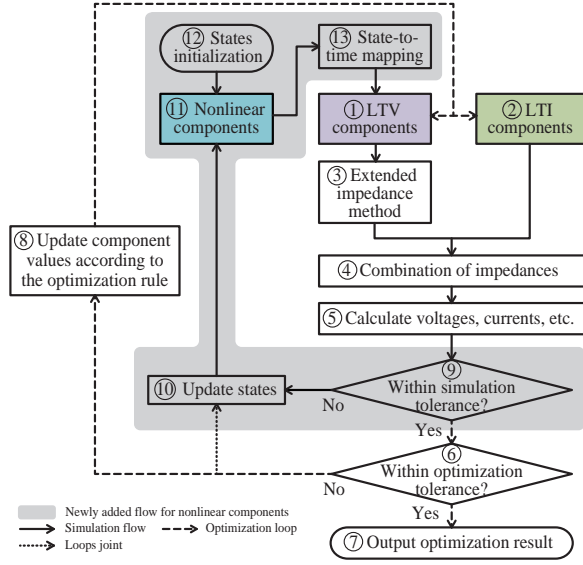 ⑫ States
initialization
⑬ State-to-
time mapping
⑪ Nonlinear
components
① LTV
components
② LTI
components
③ Extended
impedance
method
⑧ Update component
values according to
the optimization rule
④ Combination of impedances
⑤ Calculate voltages, currents, etc.
⑨
Within simulation
tolerance?
⑩ Update states
No
Yes
⑥
Within optimization
tolerance?
No
Yes
⑦ Output optimization result
Newly added flow for nonlinear components
Simulation flow
Optimization loop
Loops joint